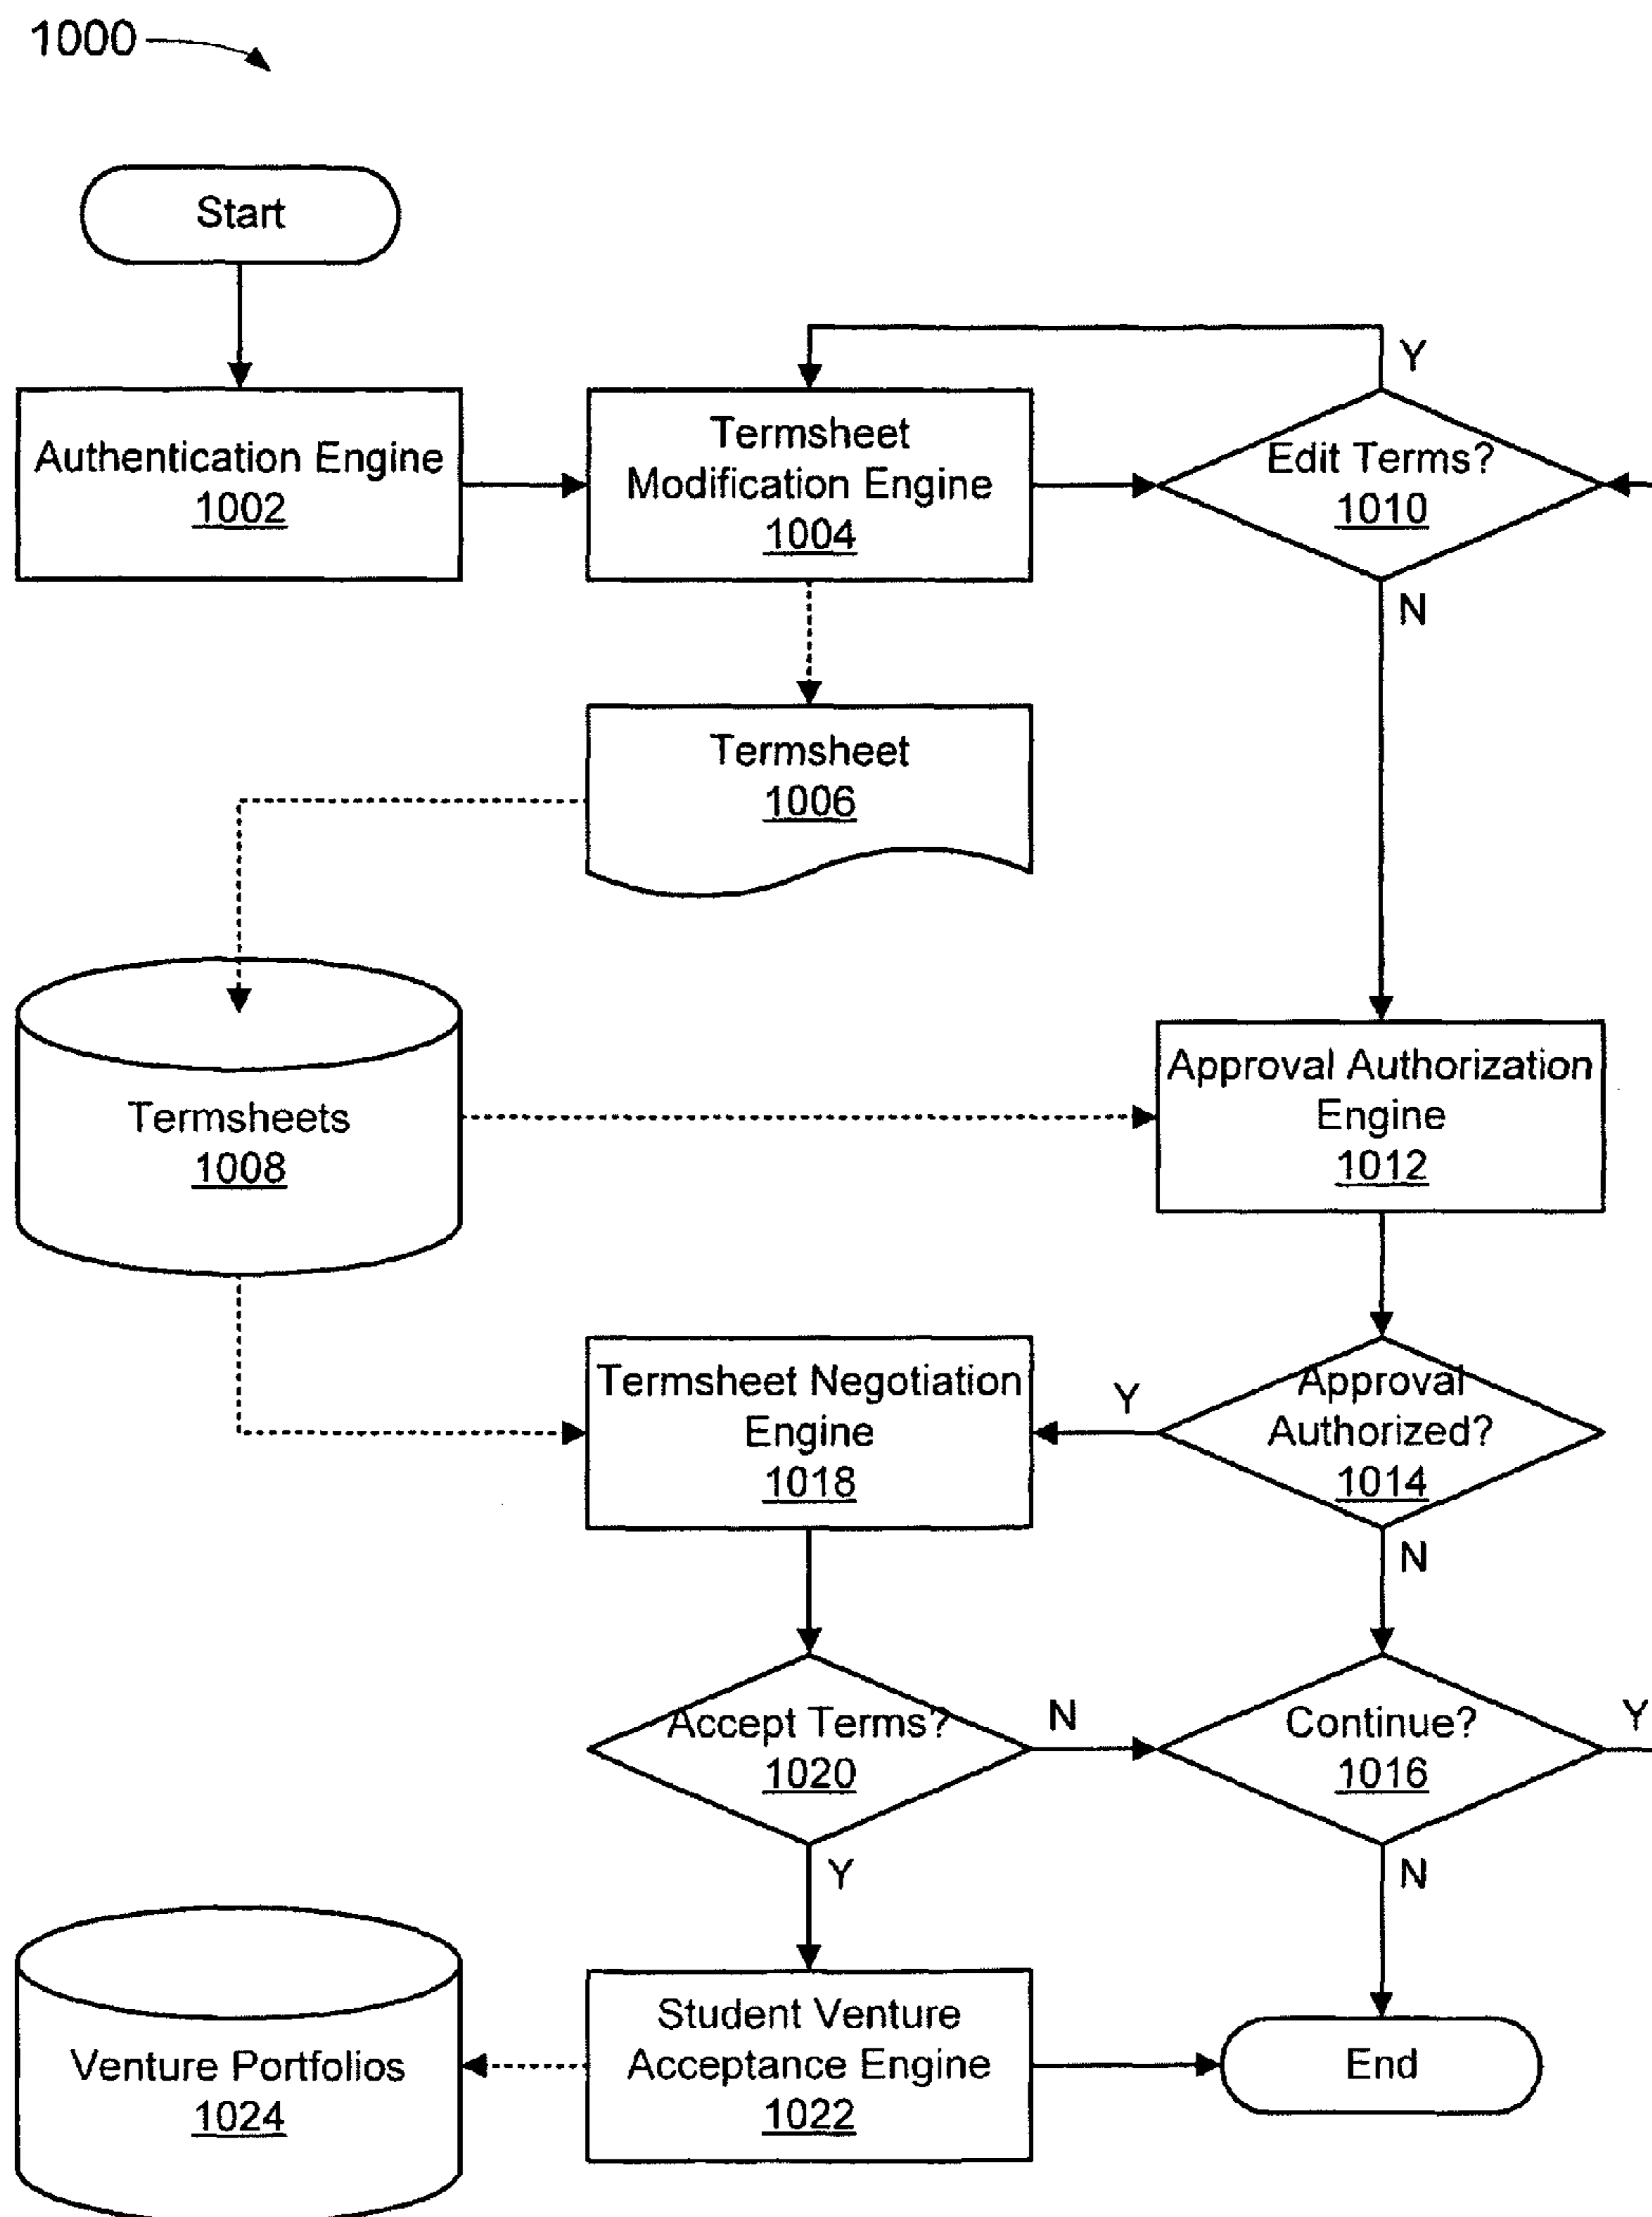 1000
Start
Authentication Engine
1002
Termsheet
Modification Engine
1004
Y
Edit Terms?
1010
N
Termsheet
1006
Termsheets
1008
Approval Authorization
Engine
1012
Termsheet Negotiation
Engine
1018
Y
Approval
Authorized?
1014
N
Accept Terms?
1020
N
Continue?
1016
Y
Y
N
Venture Portfolios
1024
Student Venture
Acceptance Engine
1022
End